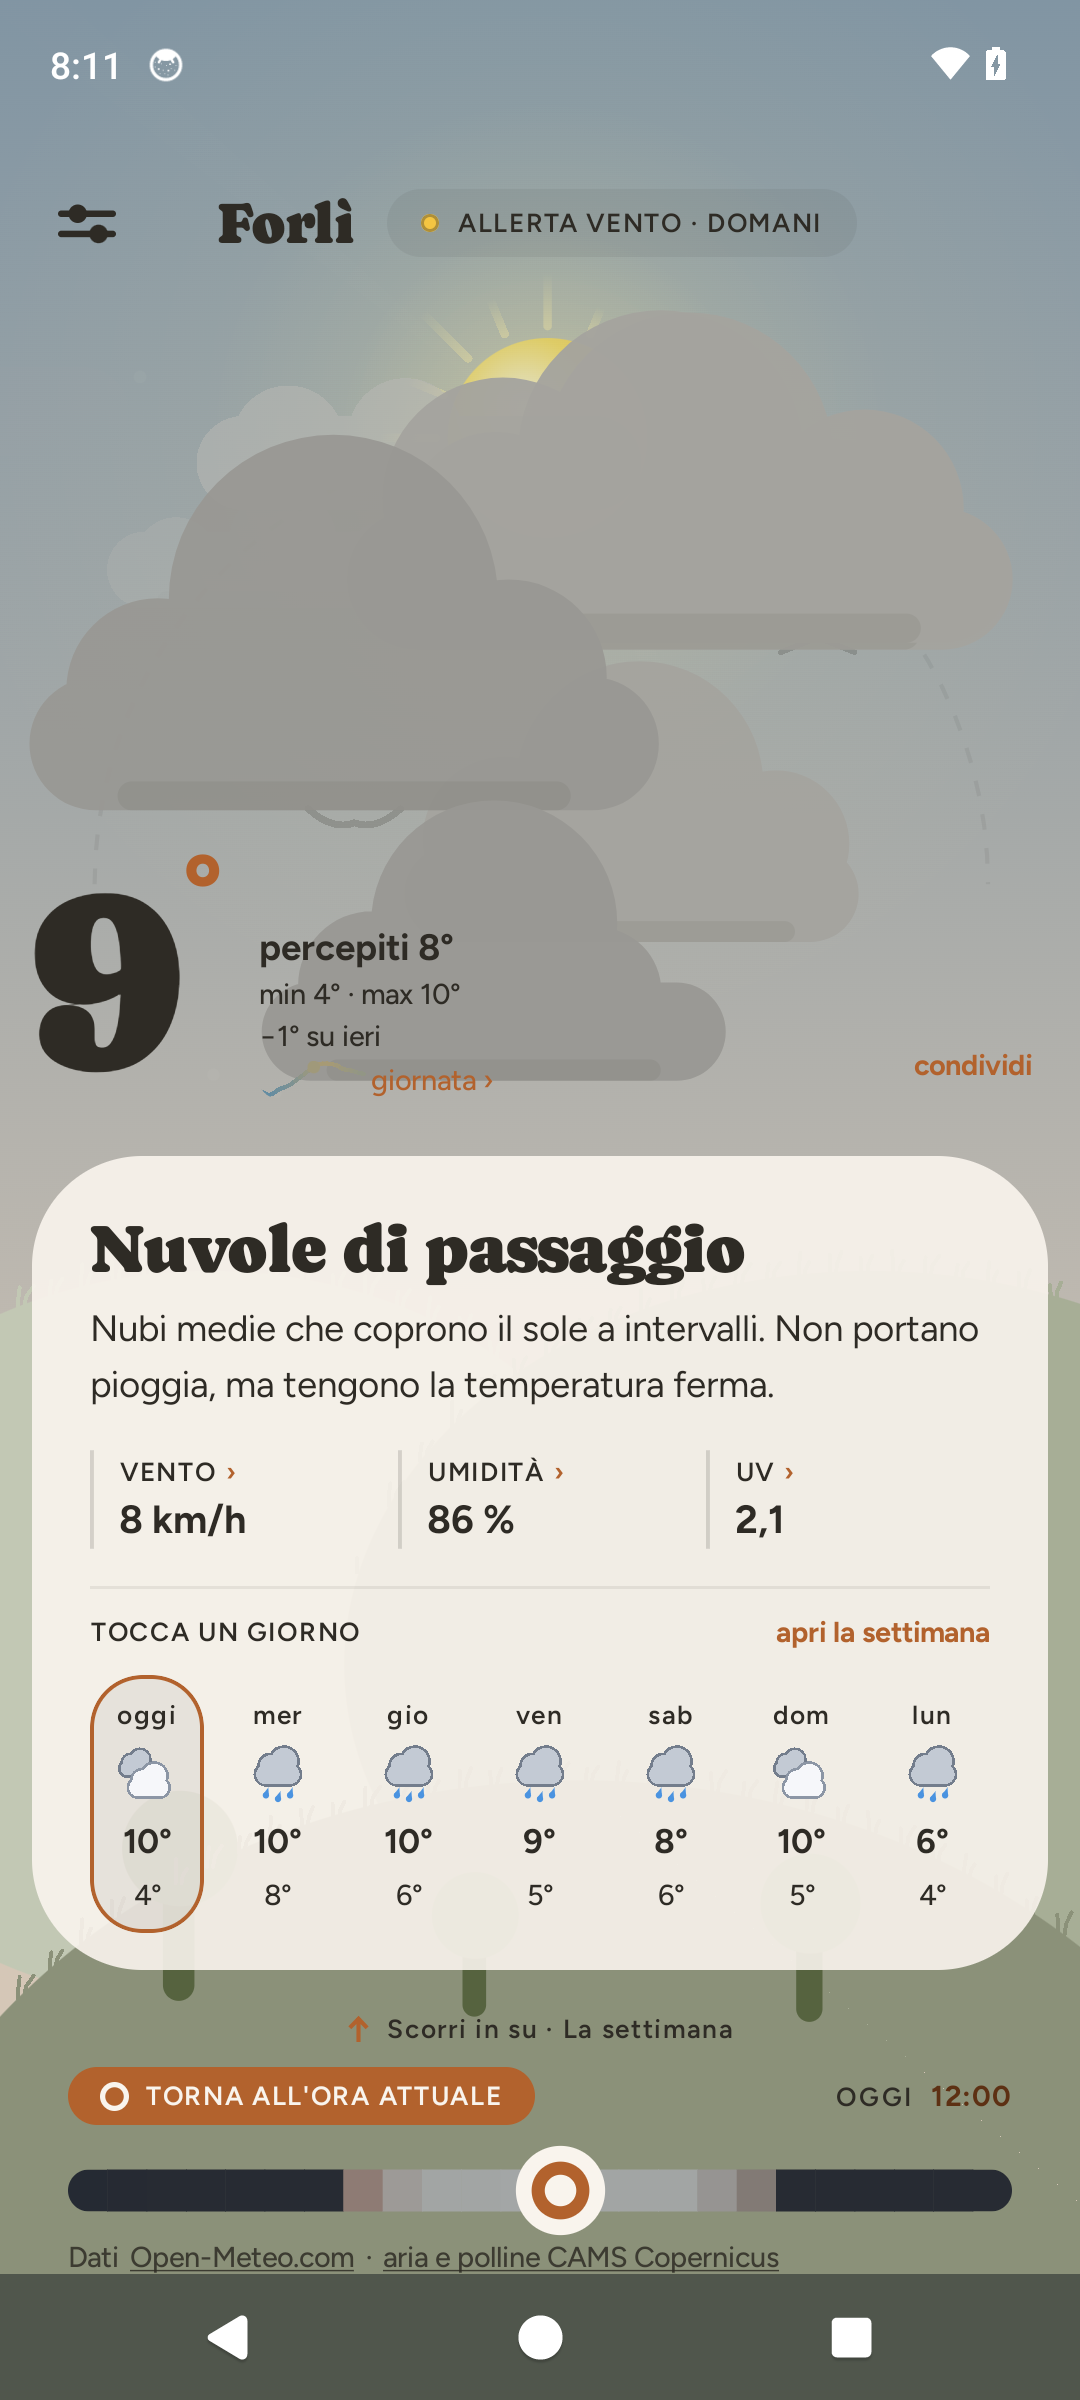 8:11
Forlì
ALLERTA VENTO · DOMANI
9°
percepiti 8°
min 4° · max 10°
−1° su ieri
giornata ›
condividi
Nuvole di passaggio
Nubi medie che coprono il sole a intervalli. Non portano
pioggia, ma tengono la temperatura ferma.
VENTO › UMIDITÀ › UV ›
8 km/h 86 % 2,1
TOCCA UN GIORNO apri la settimana
oggi mer gio ven sab dom lun
10° 10° 10° 9° 8° 10° 6°
4° 8° 6° 5° 6° 5° 4°
↑ Scorri in su · La settimana
TORNA ALL'ORA ATTUALE OGGI 12:00
Dati Open-Meteo.com · aria e polline CAMS Copernicus